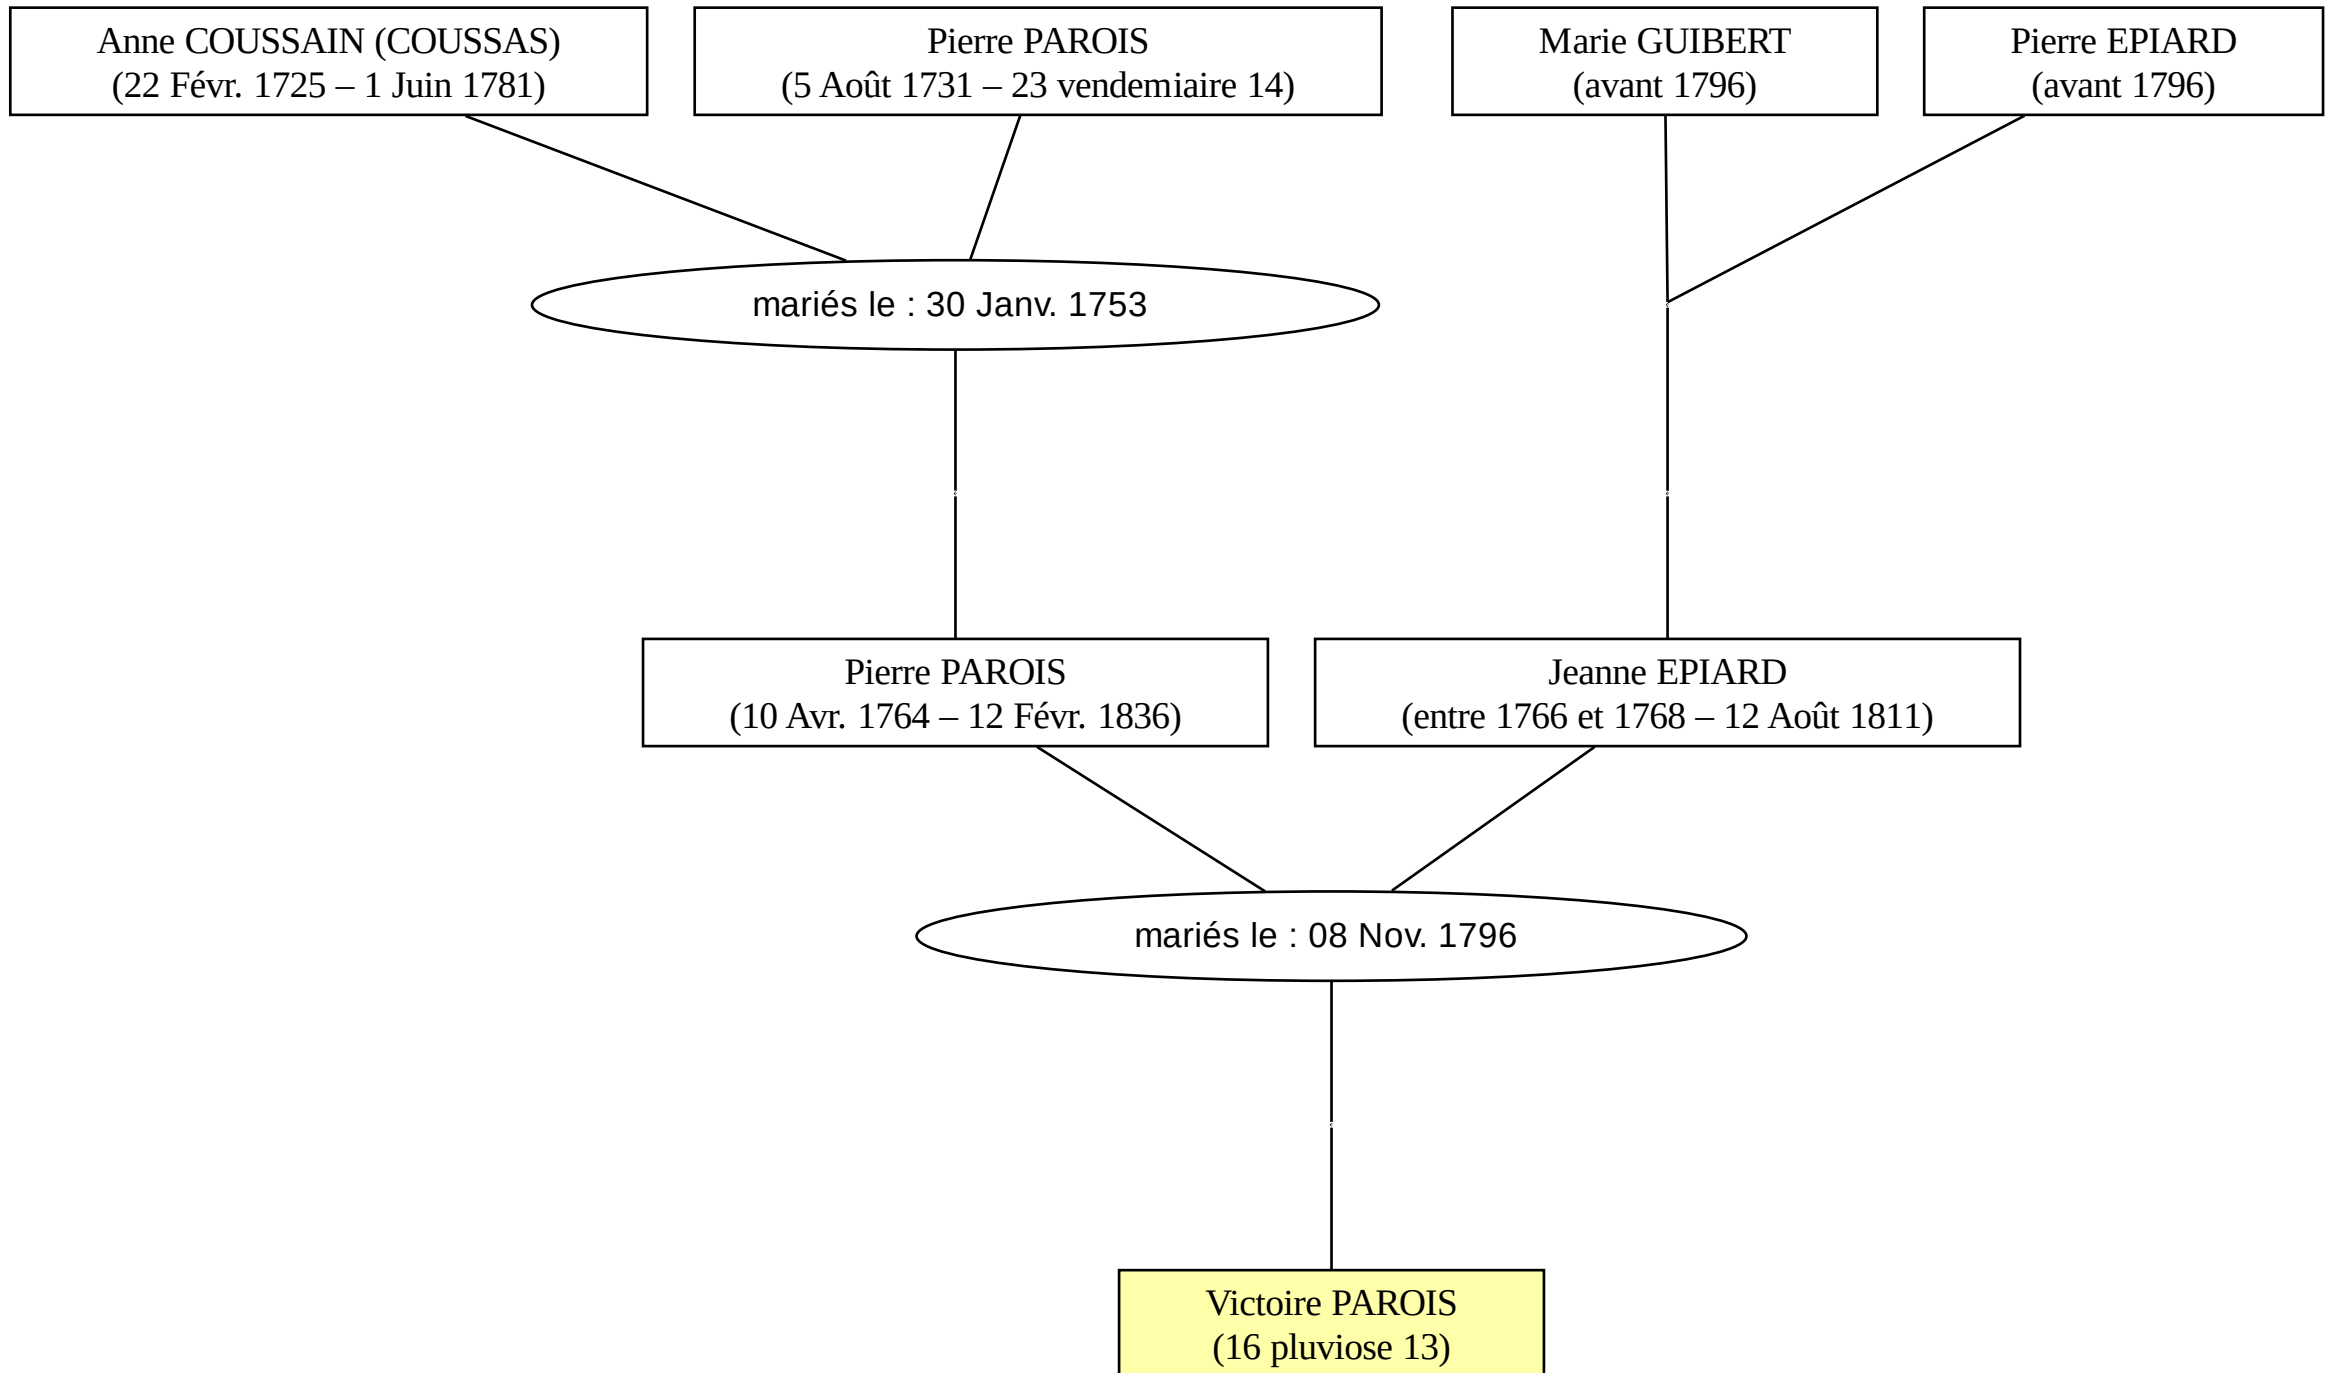 Anne COUSSAIN (COUSSAS)
(22 Févr. 1725 – 1 Juin 1781)
Pierre PAROIS
(5 Août 1731 – 23 vendemiaire 14)
Marie GUIBERT
(avant 1796)
Pierre EPIARD
(avant 1796)
mariés le : 30 Janv. 1753
Pierre PAROIS
(10 Avr. 1764 – 12 Févr. 1836)
Jeanne EPIARD
(entre 1766 et 1768 – 12 Août 1811)
mariés le : 08 Nov. 1796
Victoire PAROIS
(16 pluviose 13)